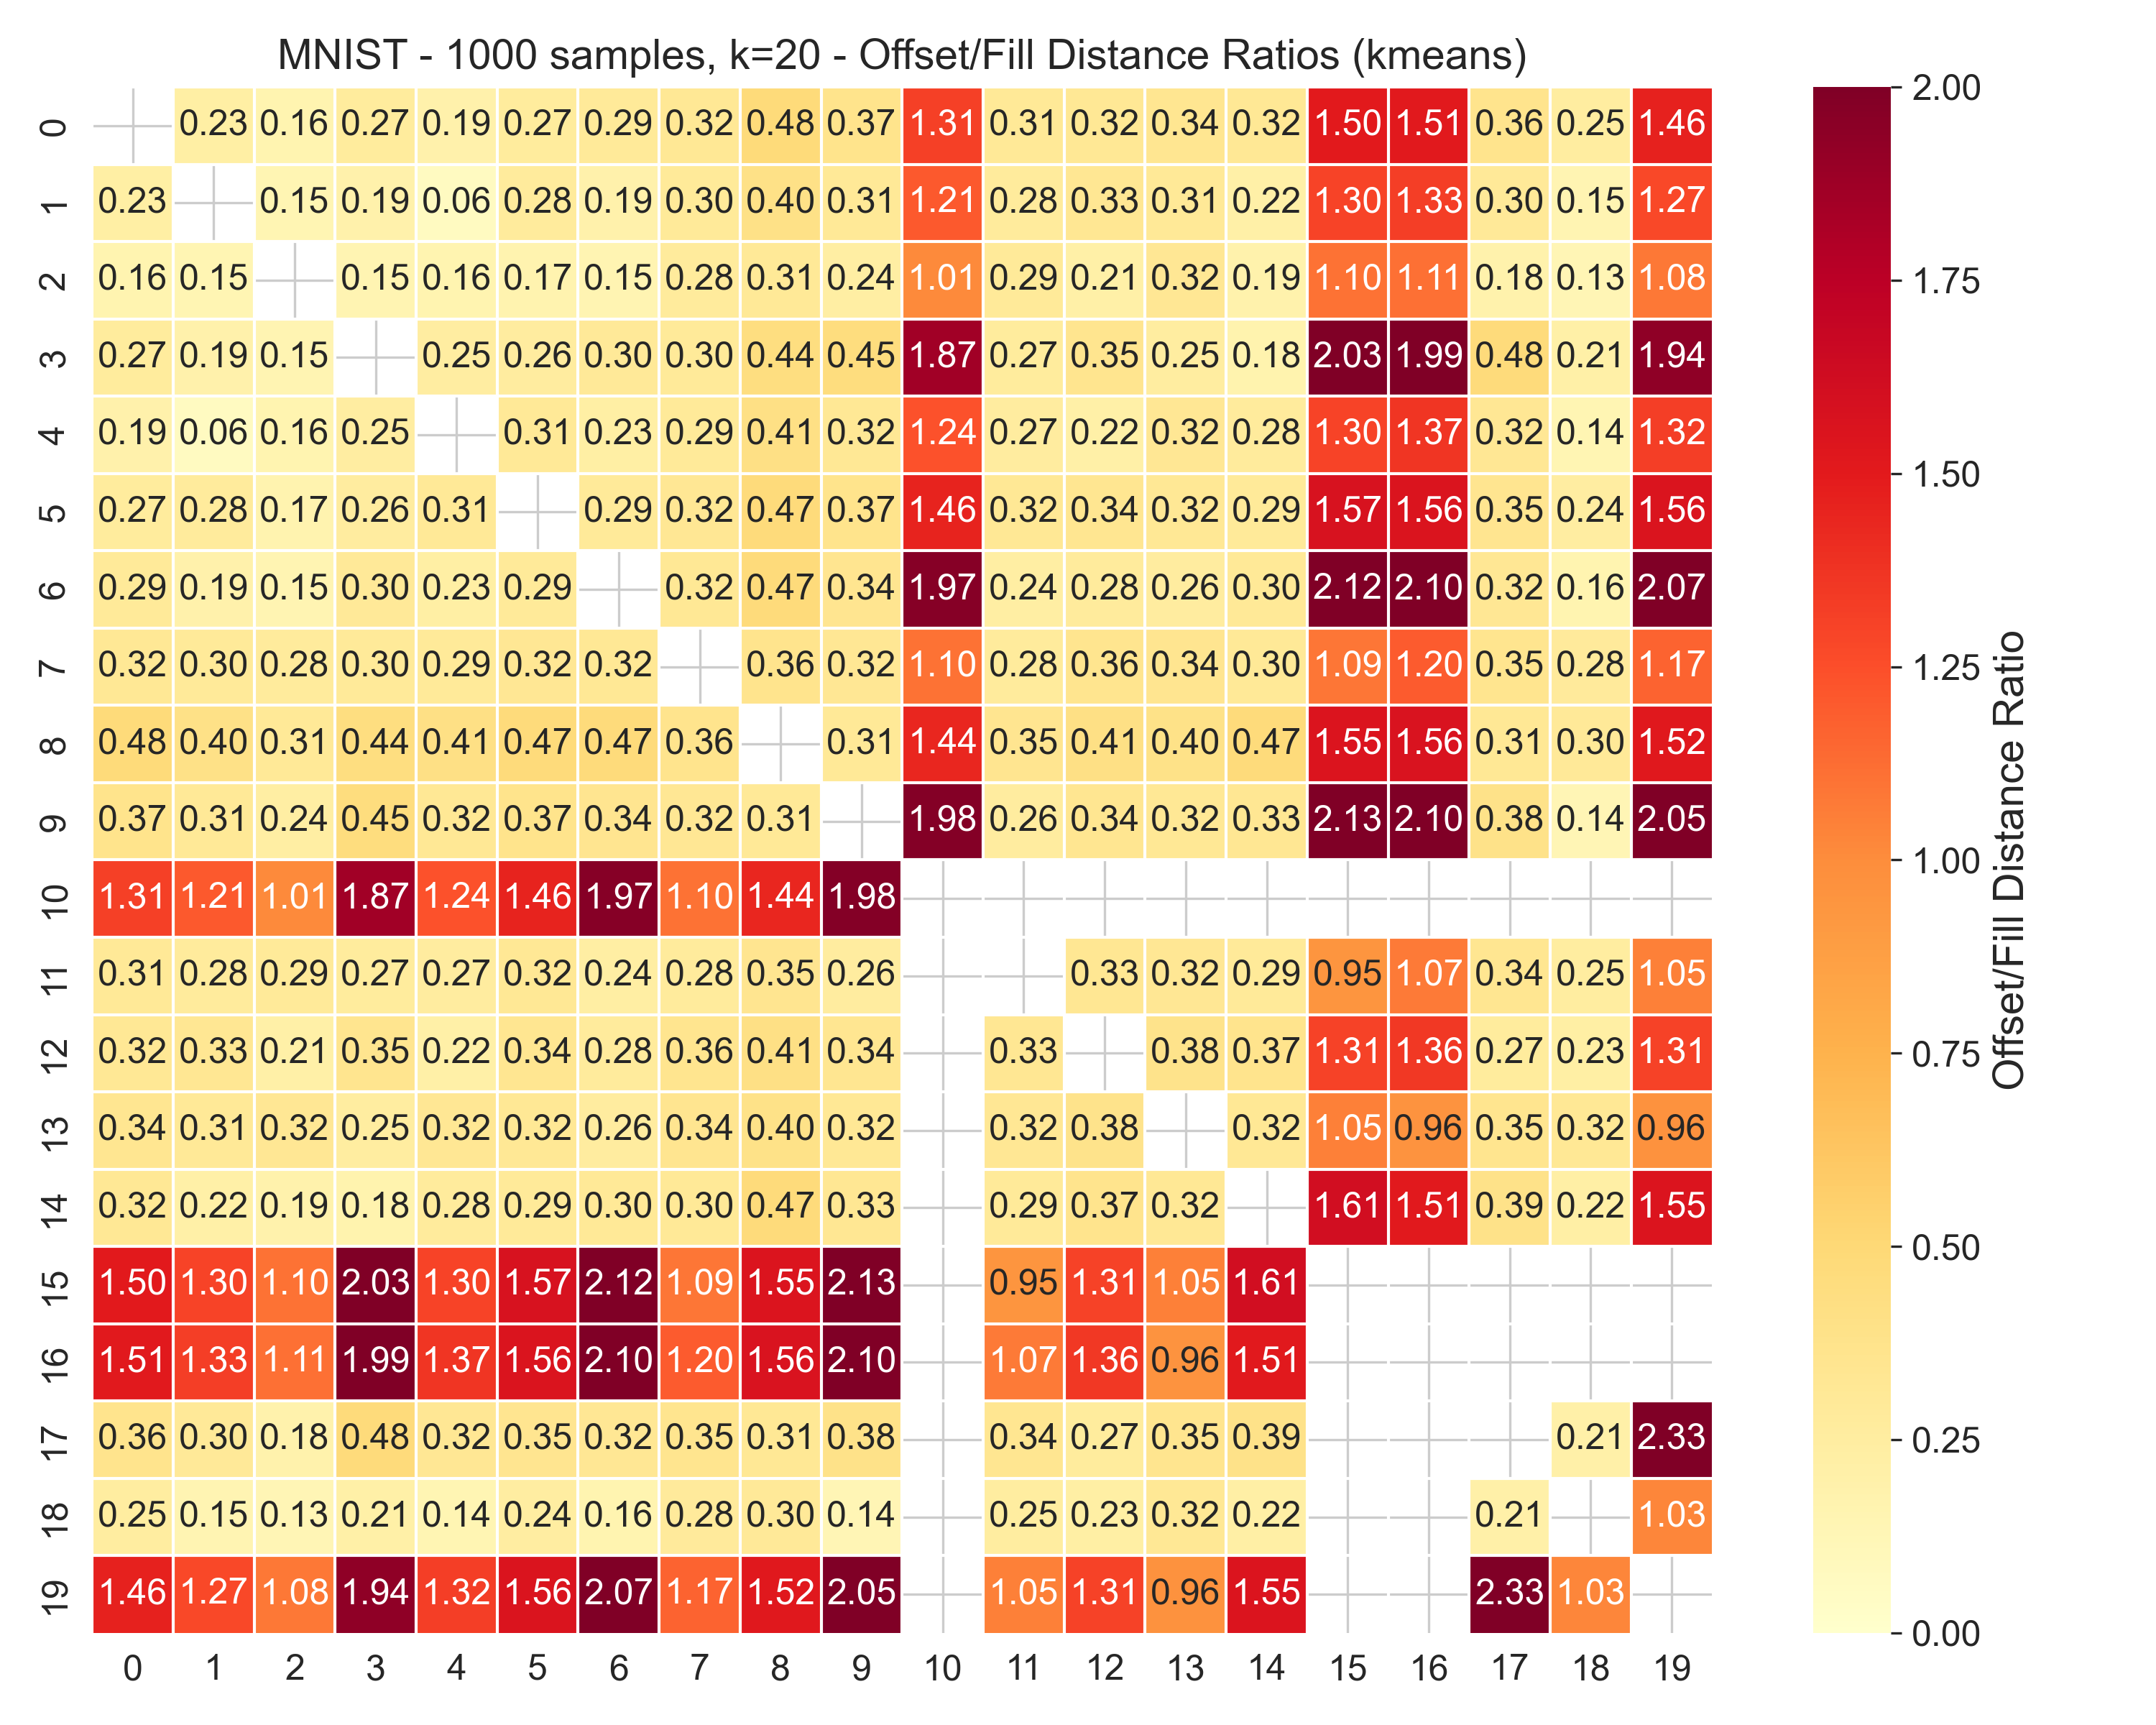 MNIST - 1000 samples, k=20 - Offset/Fill Distance Ratios (kmeans)
0 0.23 0.16 0.27 0.19 0.27 0.29 0.32 0.48 0.37 1.31 0.31 0.32 0.34 0.32 1.50 1.51 0.36 0.25 1.46
1 0.23 0.15 0.19 0.06 0.28 0.19 0.30 0.40 0.31 1.21 0.28 0.33 0.31 0.22 1.30 1.33 0.30 0.15 1.27
2 0.16 0.15 0.15 0.16 0.17 0.15 0.28 0.31 0.24 1.01 0.29 0.21 0.32 0.19 1.10 1.11 0.18 0.13 1.08
3 0.27 0.19 0.15 0.25 0.26 0.30 0.30 0.44 0.45 1.87 0.27 0.35 0.25 0.18 2.03 1.99 0.48 0.21 1.94
4 0.19 0.06 0.16 0.25 0.31 0.23 0.29 0.41 0.32 1.24 0.27 0.22 0.32 0.28 1.30 1.37 0.32 0.14 1.32
5 0.27 0.28 0.17 0.26 0.31 0.29 0.32 0.47 0.37 1.46 0.32 0.34 0.32 0.29 1.57 1.56 0.35 0.24 1.56
6 0.29 0.19 0.15 0.30 0.23 0.29 0.32 0.47 0.34 1.97 0.24 0.28 0.26 0.30 2.12 2.10 0.32 0.16 2.07
7 0.32 0.30 0.28 0.30 0.29 0.32 0.32 0.36 0.32 1.10 0.28 0.36 0.34 0.30 1.09 1.20 0.35 0.28 1.17
8 0.48 0.40 0.31 0.44 0.41 0.47 0.47 0.36 0.31 1.44 0.35 0.41 0.40 0.47 1.55 1.56 0.31 0.30 1.52
9 0.37 0.31 0.24 0.45 0.32 0.37 0.34 0.32 0.31 1.98 0.26 0.34 0.32 0.33 2.13 2.10 0.38 0.14 2.05
10 1.31 1.21 1.01 1.87 1.24 1.46 1.97 1.10 1.44 1.98
11 0.31 0.28 0.29 0.27 0.27 0.32 0.24 0.28 0.35 0.26 0.33 0.32 0.29 0.95 1.07 0.34 0.25 1.05
12 0.32 0.33 0.21 0.35 0.22 0.34 0.28 0.36 0.41 0.34 0.33 0.38 0.37 1.31 1.36 0.27 0.23 1.31
13 0.34 0.31 0.32 0.25 0.32 0.32 0.26 0.34 0.40 0.32 0.32 0.38 0.32 1.05 0.96 0.35 0.32 0.96
14 0.32 0.22 0.19 0.18 0.28 0.29 0.30 0.30 0.47 0.33 0.29 0.37 0.32 1.61 1.51 0.39 0.22 1.55
15 1.50 1.30 1.10 2.03 1.30 1.57 2.12 1.09 1.55 2.13 0.95 1.31 1.05 1.61
16 1.51 1.33 1.11 1.99 1.37 1.56 2.10 1.20 1.56 2.10 1.07 1.36 0.96 1.51
17 0.36 0.30 0.18 0.48 0.32 0.35 0.32 0.35 0.31 0.38 0.34 0.27 0.35 0.39 0.21 2.33
18 0.25 0.15 0.13 0.21 0.14 0.24 0.16 0.28 0.30 0.14 0.25 0.23 0.32 0.22 0.21 1.03
19 1.46 1.27 1.08 1.94 1.32 1.56 2.07 1.17 1.52 2.05 1.05 1.31 0.96 1.55 2.33 1.03
0 1 2 3 4 5 6 7 8 9 10 11 12 13 14 15 16 17 18 19
2.00
1.75
1.50
1.25
1.00
0.75
0.50
0.25
0.00
Offset/Fill Distance Ratio